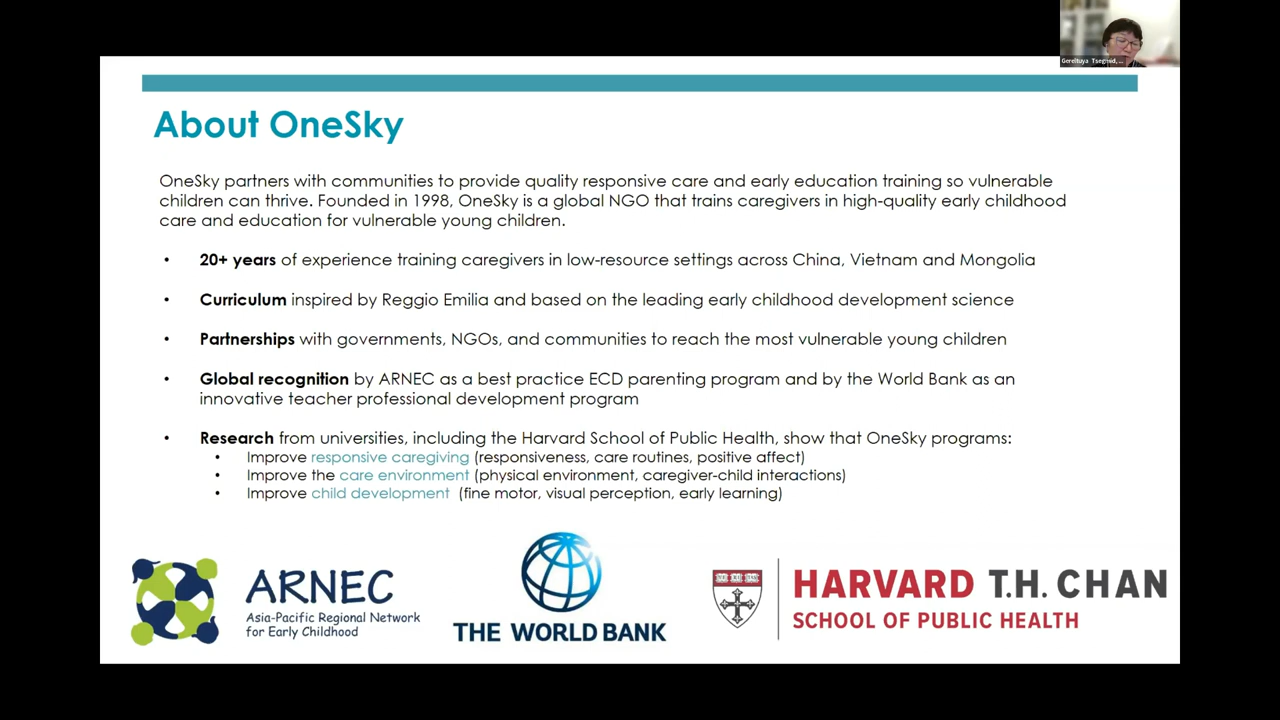 Gereltuya Tsegmid, ...
About OneSky
OneSky partners with communities to provide quality responsive care and early education training so vulnerable
children can thrive. Founded in 1998, OneSky is a global NGO that trains caregivers in high-quality early childhood
care and education for vulnerable young children.
• 20+ years of experience training caregivers in low-resource settings across China, Vietnam and Mongolia
• Curriculum inspired by Reggio Emilia and based on the leading early childhood development science
• Partnerships with governments, NGOs, and communities to reach the most vulnerable young children
• Global recognition by ARNEC as a best practice ECD parenting program and by the World Bank as an
innovative teacher professional development program
• Research from universities, including the Harvard School of Public Health, show that OneSky programs:
• Improve responsive caregiving (responsiveness, care routines, positive affect)
• Improve the care environment (physical environment, caregiver-child interactions)
• Improve child development (fine motor, visual perception, early learning)
ARNEC
Asia-Pacific Regional Network
for Early Childhood
THE WORLD BANK
HARVARD T.H. CHAN
SCHOOL OF PUBLIC HEALTH